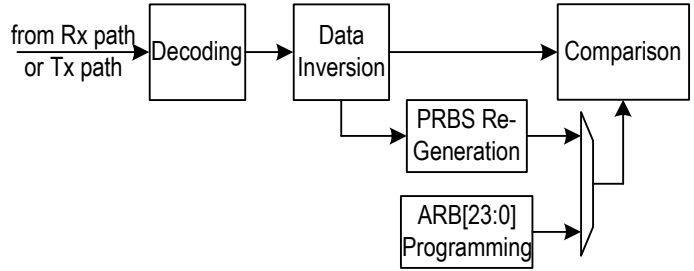 from Rx path
or Tx path
Decoding
Data
Inversion
Comparison
PRBS Re-
Generation
ARB[23:0]
Programming